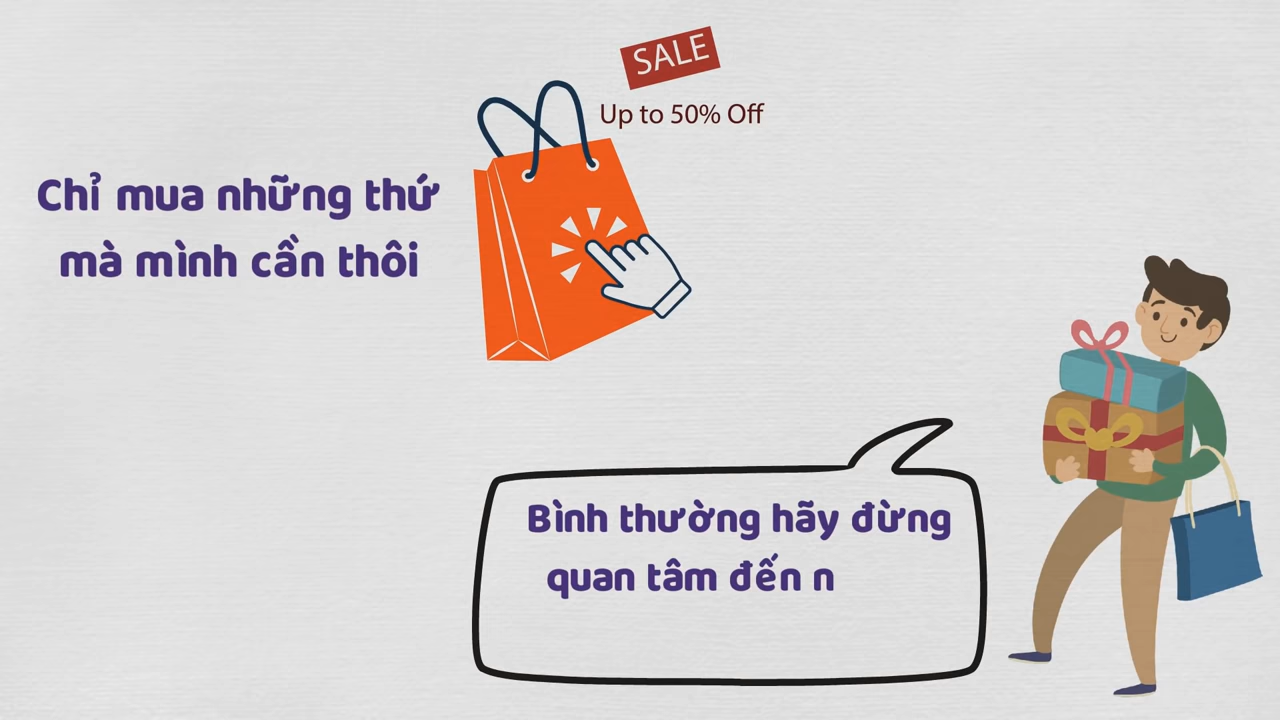 SALE
Up to 50% Off
Chỉ mua những thứ
mà mình cần thôi
Bình thường hãy đừng
quan tâm đến n